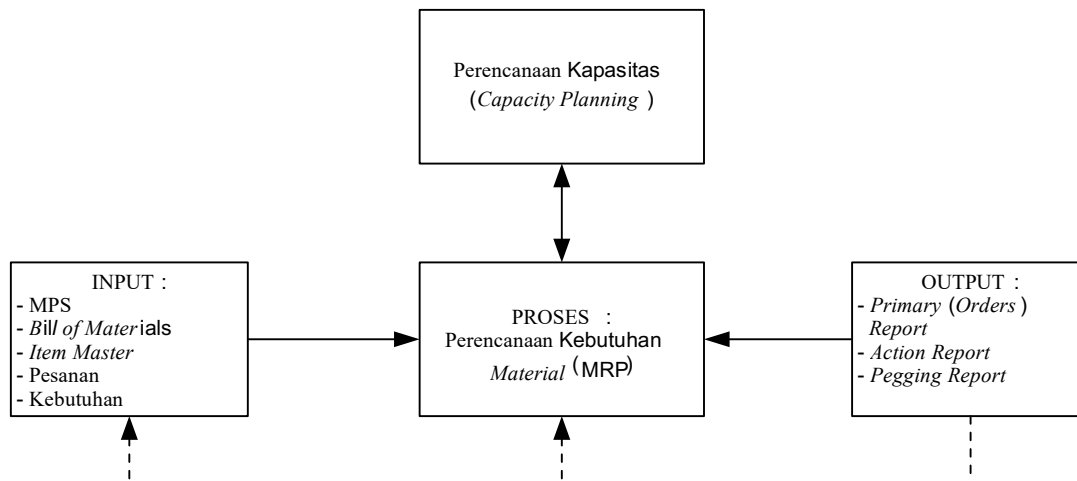 Perencanaan Kapasitas
(Capacity Planning )
INPUT :
- MPS
- Bill of Materials
- Item Master
- Pesanan
- Kebutuhan
PROSES :
Perencanaan Kebutuhan
Material (MRP)
OUTPUT :
- Primary (Orders )
Report
- Action Report
- Pegging Report